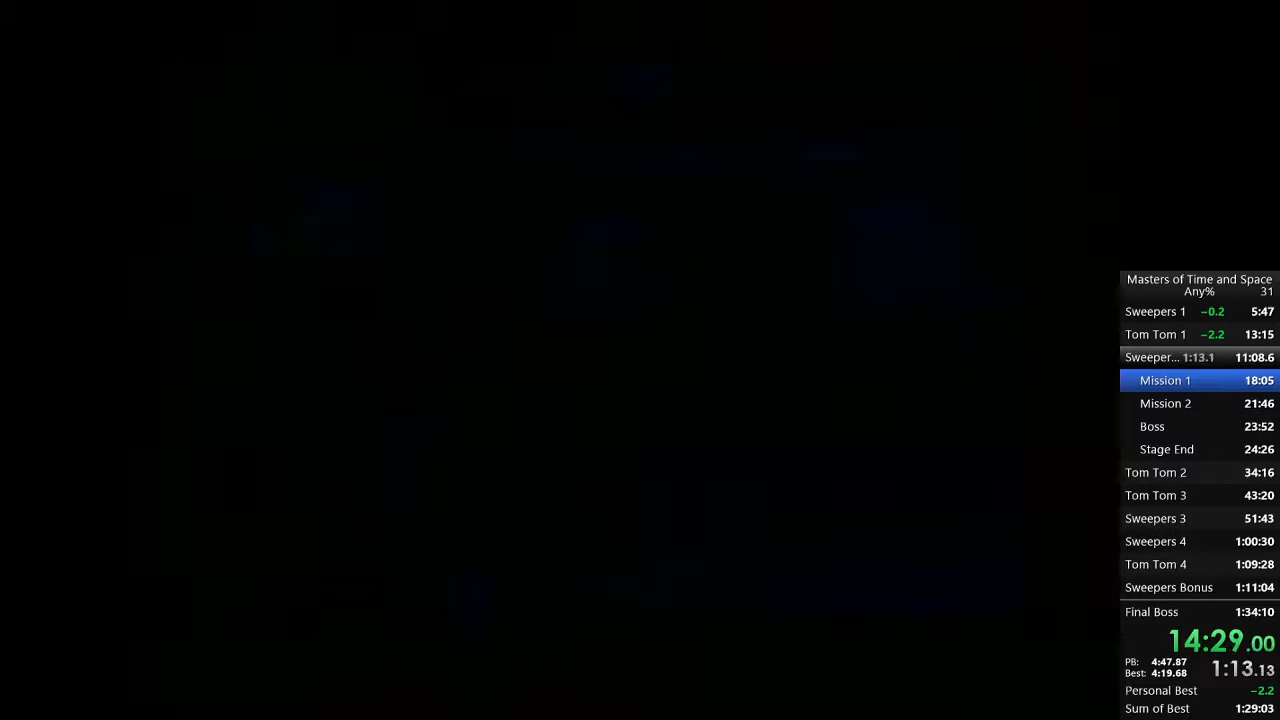 Masters of Time and Space
Any% 31
Sweepers 1 −0.2 5:47
Tom Tom 1 −2.2 13:15
Sweeper... 1:13.1 11:08.6
Mission 1 18:05
Mission 2 21:46
Boss 23:52
Stage End 24:26
Tom Tom 2 34:16
Tom Tom 3 43:20
Sweepers 3 51:43
Sweepers 4 1:00:30
Tom Tom 4 1:09:28
Sweepers Bonus 1:11:04
Final Boss 1:34:10
14:29.00
PB: 4:47.87
Best: 4:19.68
1:13.13
Personal Best −2.2
Sum of Best 1:29:03